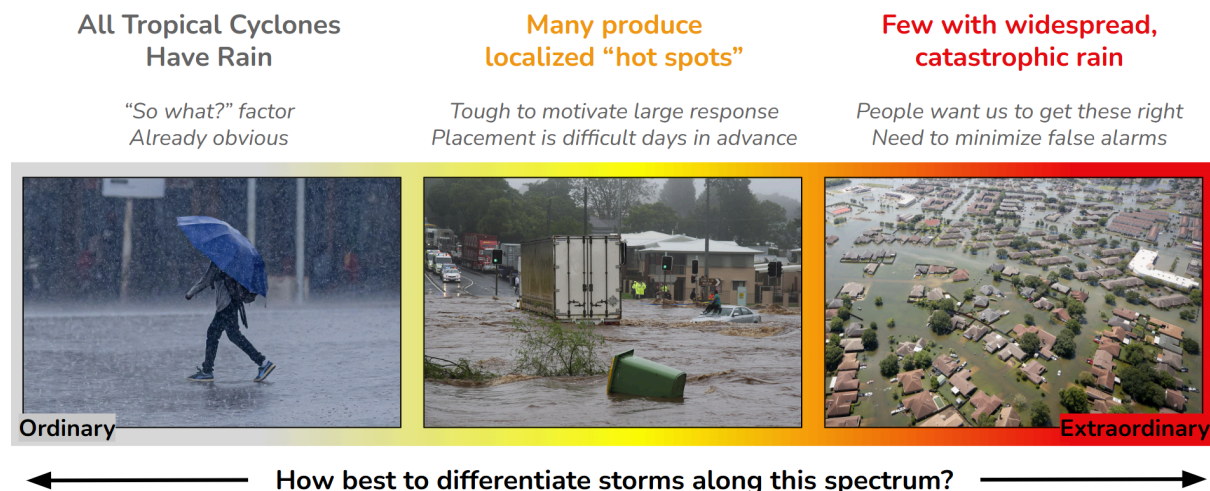 All Tropical Cyclones
Have Rain
Many produce
localized “hot spots”
Few with widespread,
catastrophic rain
“So what?” factor
Already obvious
Tough to motivate large response
Placement is difficult days in advance
People want us to get these right
Need to minimize false alarms
Ordinary
Extraordinary
How best to differentiate storms along this spectrum?